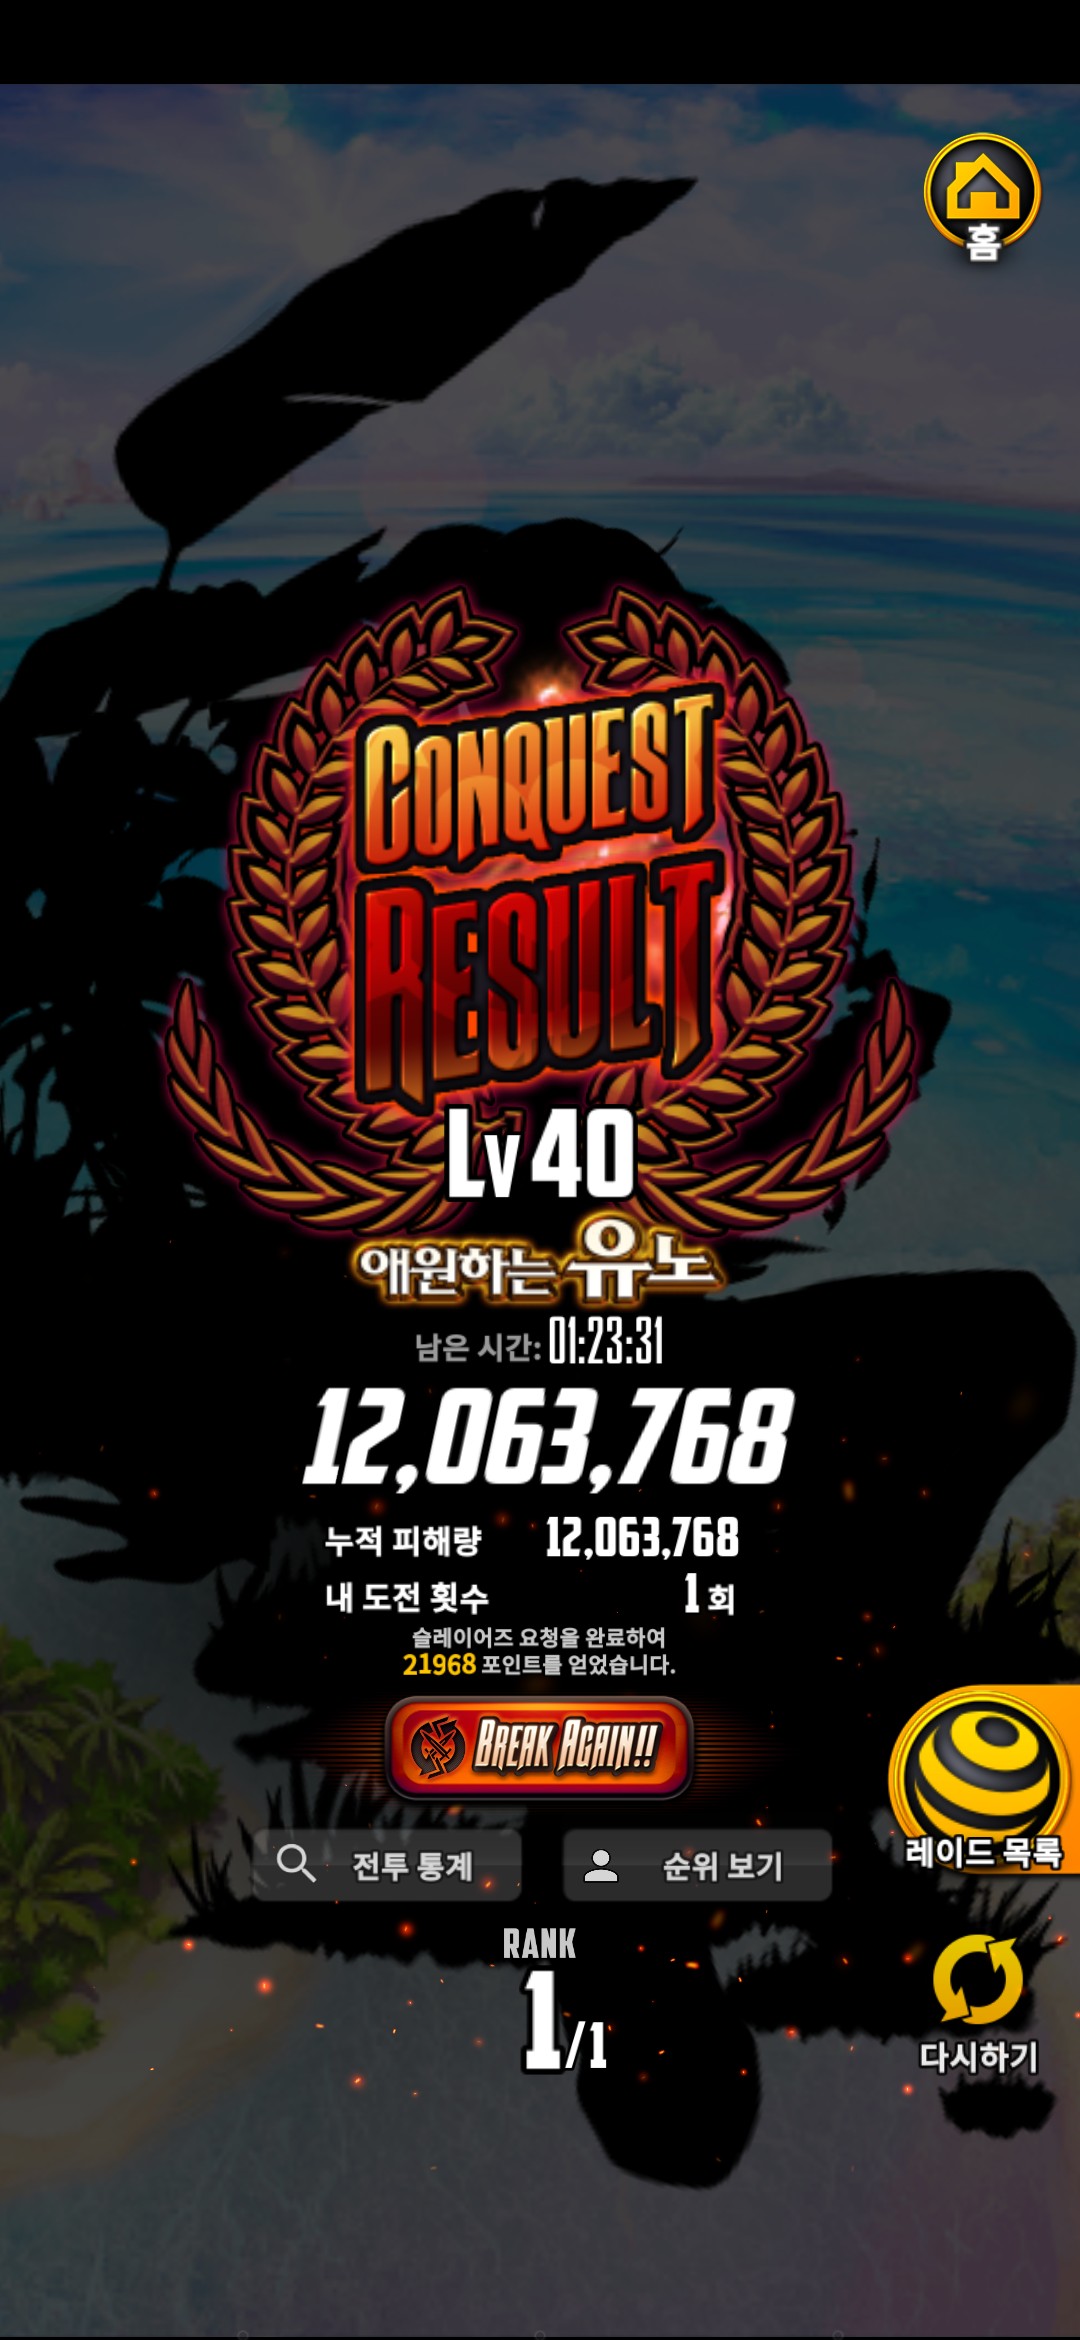 홈
CONQUEST
RESULT
Lv 40
애원하는 유노
남은 시간: 01:23:31
12,063,768
누적 피해량 12,063,768
내 도전 횟수 1 회
슬레이어즈 요청을 완료하여
21968 포인트를 얻었습니다.
BREAK AGAIN!!
레이드 목록
전투 통계
순위 보기
RANK
1/1
다시하기